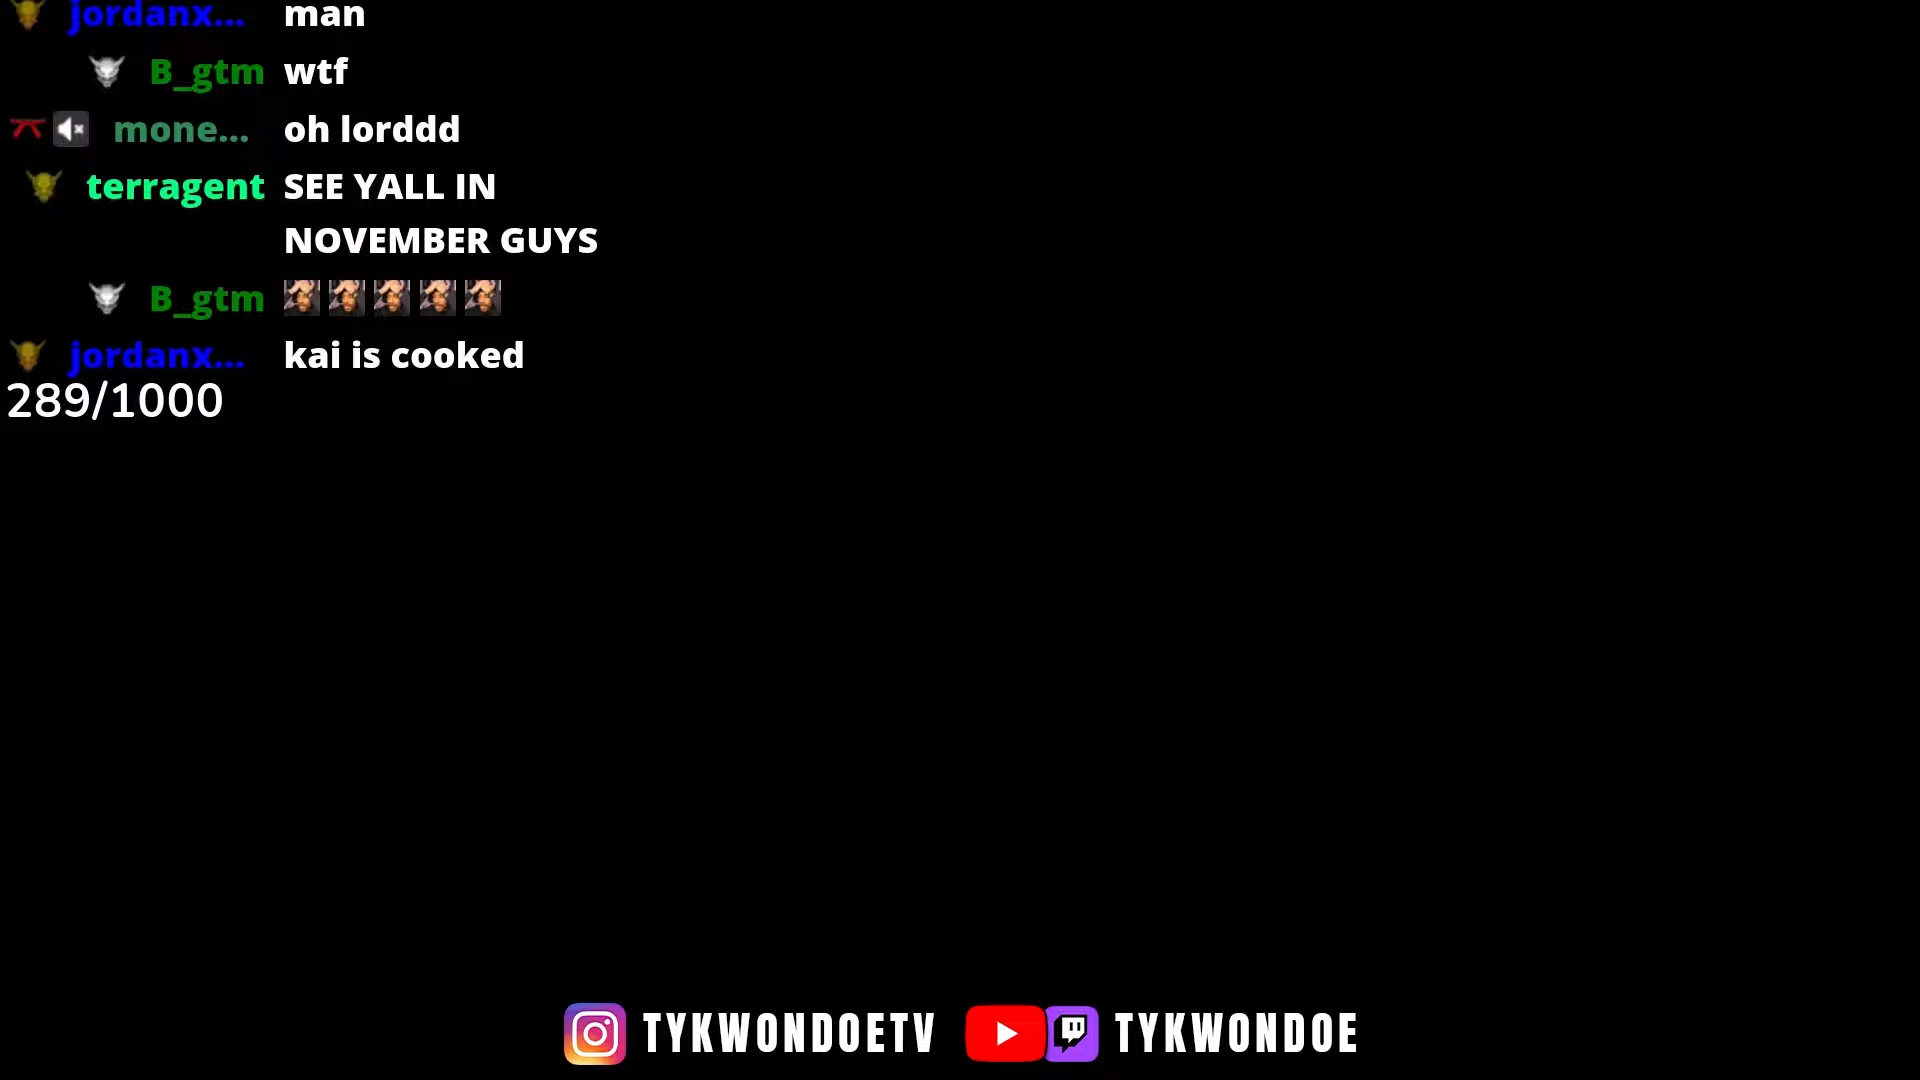 jordanx... man
B_gtm wtf
mone... oh lorddd
terragent SEE YALL IN
NOVEMBER GUYS
B_gtm
jordanx... kai is cooked
289/1000
TYKWONDOETV TYKWONDOE